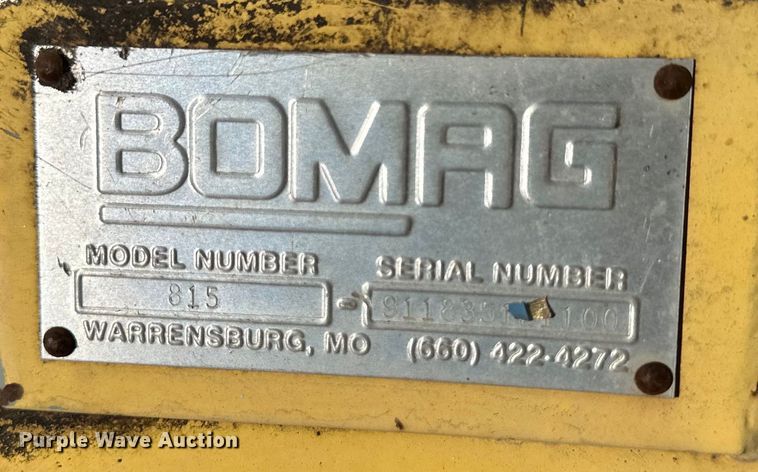 BOMAG
MODEL NUMBER
815
-
SERIAL NUMBER
WARRENSBURG, MO (660) 422-4272
Purple Wave Auction